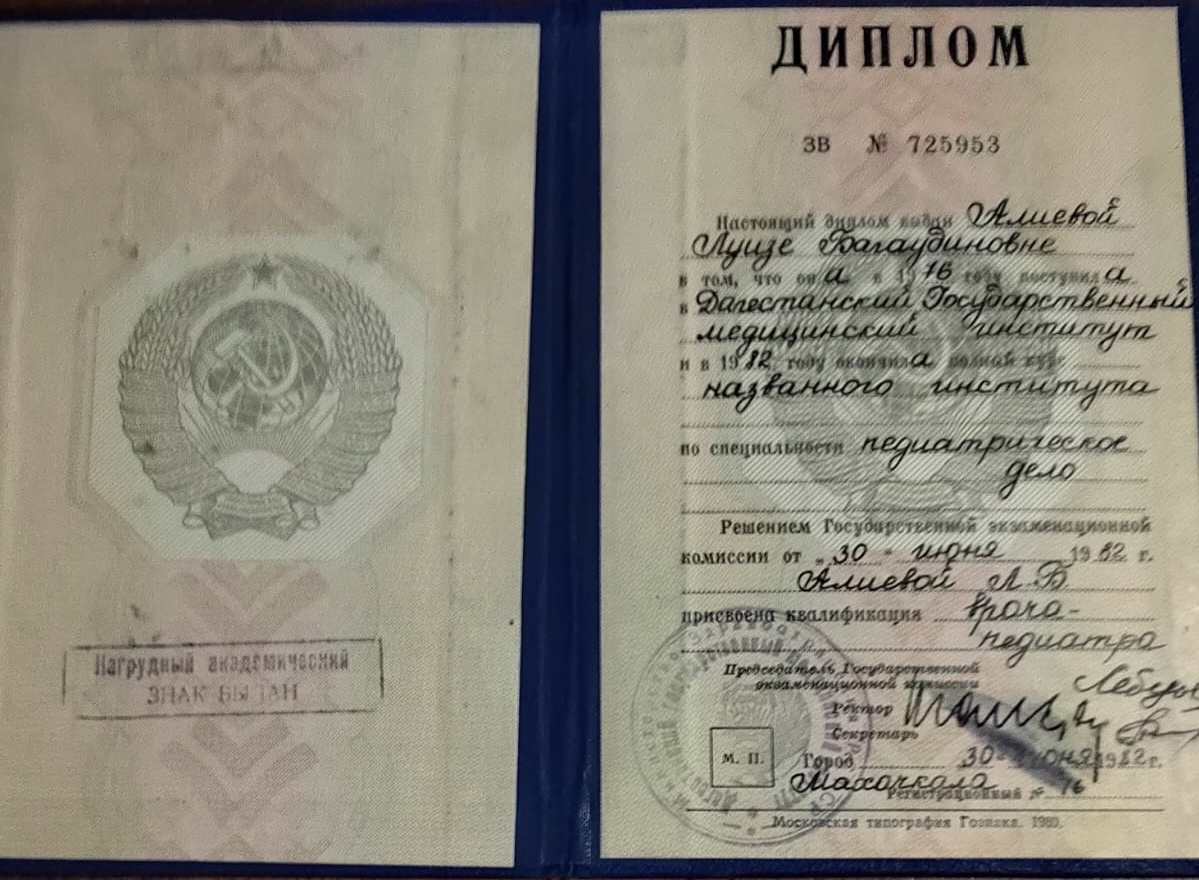 Нагрудный академический
ЗНАК ВЫДАН
ДИПЛОМ
ЗВ № 725953
Настоящий диплом выдан Алиевой
Луизе Багаудиновне
в том, что она в 1976 году поступила
в Дагестанский Государственный
медицинский институт
и в 1982 году окончила полный курс
названного института
по специальности педиатрическое
дело
Решением Государственной экзаменационной
комиссии от „30" июня 1982 г.
Алиевой Л.Б.
присвоена квалификация врача-
педиатра
Председатель Государственной
экзаменационной комиссии
Ректор
Секретарь
М. П.
Город 30 июня 1982 г.
Махачкала
Регистрационный № 16
Московская типография Гознака. 1980.